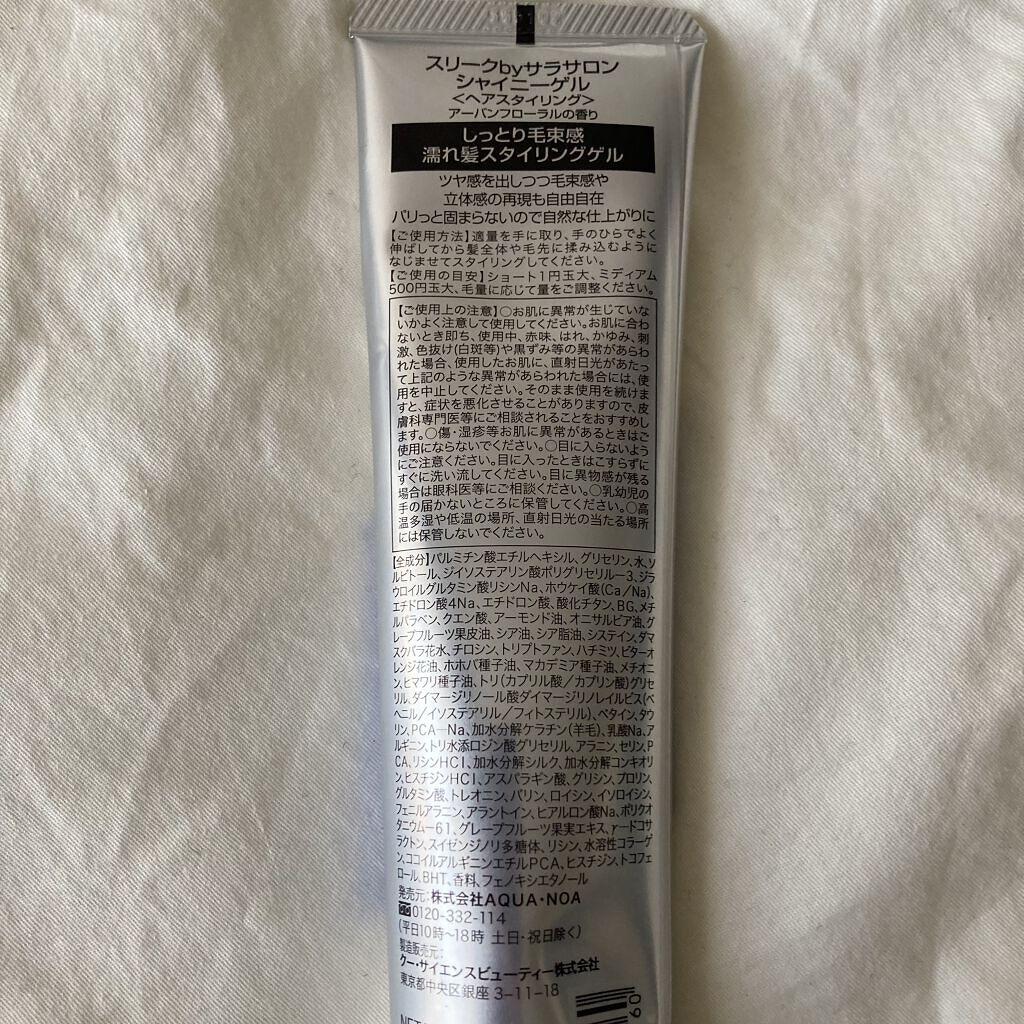 スリークbyサラサロン
シャイニーゲル
＜ヘアスタイリング＞
アーバンフローラルの香り
しっとり毛束感
濡れ髪スタイリングゲル
ツヤ感を出しつつ毛束感や
立体感の再現も自由自在
パリっと固まらないので自然な仕上がりに
【ご使用方法】適量を手に取り、手のひらでよく
伸ばしてから髪全体や毛先に揉み込むように
なじませてスタイリングしてください。
【ご使用の目安】ショート1円玉大、ミディアム
500円玉大、毛量に応じて量をご調整ください。
【ご使用上の注意】○お肌に異常が生じていな
いかよく注意して使用してください。お肌に合わ
ないとき即ち、使用中、赤味、はれ、かゆみ、刺
激、色抜け(白斑等)や黒ずみ等の異常があらわ
れた場合、使用したお肌に、直射日光があたっ
て上記のような異常があらわれた場合には、使
用を中止してください。そのまま使用を続けま
すと、症状を悪化させることがありますので、皮
膚科専門医等にご相談されることをおすすめし
ます。○傷・湿疹等お肌に異常があるときはご
使用にならないでください。○目に入らないよう
にご注意ください。目に入ったときはこすらずに
すぐに洗い流してください。目に異物感が残る
場合は眼科医等にご相談ください。○乳幼児の
手の届かないところに保管してください。○高
温多湿や低温の場所、直射日光の当たる場所
には保管しないでください。
【全成分】パルミチン酸エチルヘキシル、グリセリン、水、ソ
ルビトール、ジイソステアリン酸ポリグリセリル－3、ジラ
ウロイルグルタミン酸リシンNa、ホウケイ酸(Ca／Na)、
エチドロン酸4Na、エチドロン酸、酸化チタン、BG、メチ
ルパラベン、クエン酸、アーモンド油、オニサルビア油、グ
レープフルーツ果皮油、シア油、シア脂油、システイン、ダマ
スクバラ花水、チロシン、トリプトファン、ハチミツ、ビターオ
レンジ花油、ホホバ種子油、マカデミア種子油、メチオニ
ン、ヒマワリ種子油、トリ(カプリル酸／カプリン酸)グリセ
リル、ダイマージリノール酸ダイマージリノレイルビス(ベ
ヘニル／イソステアリル／フィトステリル)、ベタイン、タウ
リン、PCA－Na、加水分解ケラチン(羊毛)、乳酸Na、ア
ルギニン、トリ水添ロジン酸グリセリル、アラニン、セリン、P
CA、リシンHCl、加水分解シルク、加水分解コンキオリ
ン、ヒスチジンHCl、アスパラギン酸、グリシン、プロリン、
グルタミン酸、トレオニン、バリン、ロイシン、イソロイシン、
フェニルアラニン、アラントイン、ヒアルロン酸Na、ポリクオ
タニウム－61、グレープフルーツ果実エキス、γ－ドコサ
ラクトン、スイゼンジノリ多糖体、リシン、水溶性コラーゲ
ン、ココイルアルギニンエチルPCA、ヒスチジン、トコフェ
ロール、BHT、香料、フェノキシエタノール
発売元：株式会社AQUA・NOA
0120-332-114
(平日10時～18時 土日・祝日除く)
製造販売元：
クー・サイエンスビューティー株式会社
東京都中央区銀座 3-11-18